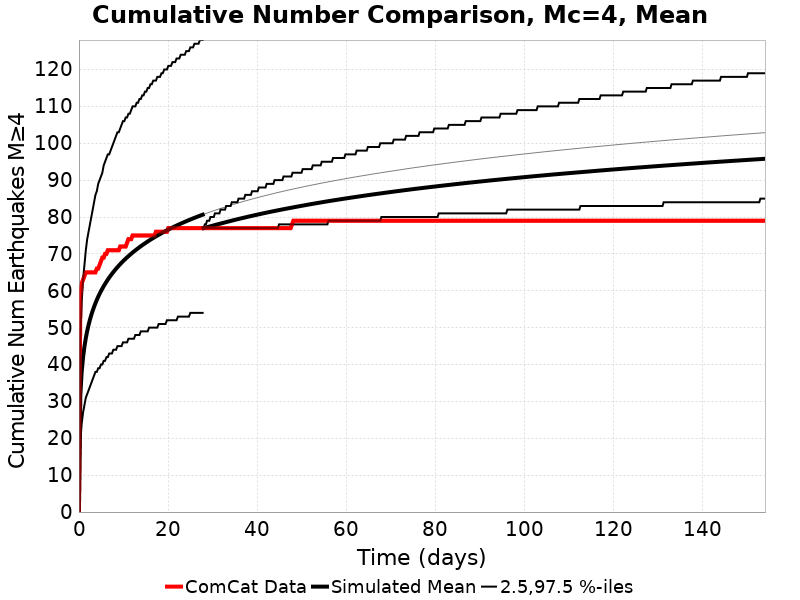 Cumulative Number Comparison, Mc=4, Mean
Cumulative Num Earthquakes M≥4
120
110
100
90
80
70
60
50
40
30
20
10
0
0 20 40 60 80 100 120 140
Time (days)
ComCat Data Simulated Mean 2.5,97.5 %-iles